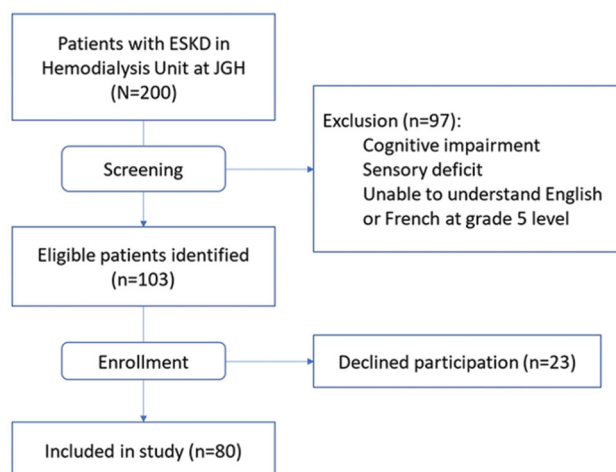 Patients with ESKD in
Hemodialysis Unit at JGH
(N=200)
Exclusion (n=97):
Cognitive impairment
Sensory deficit
Unable to understand English
or French at grade 5 level
Screening
Eligible patients identified
(n=103)
Enrollment
Declined participation (n=23)
Included in study (n=80)